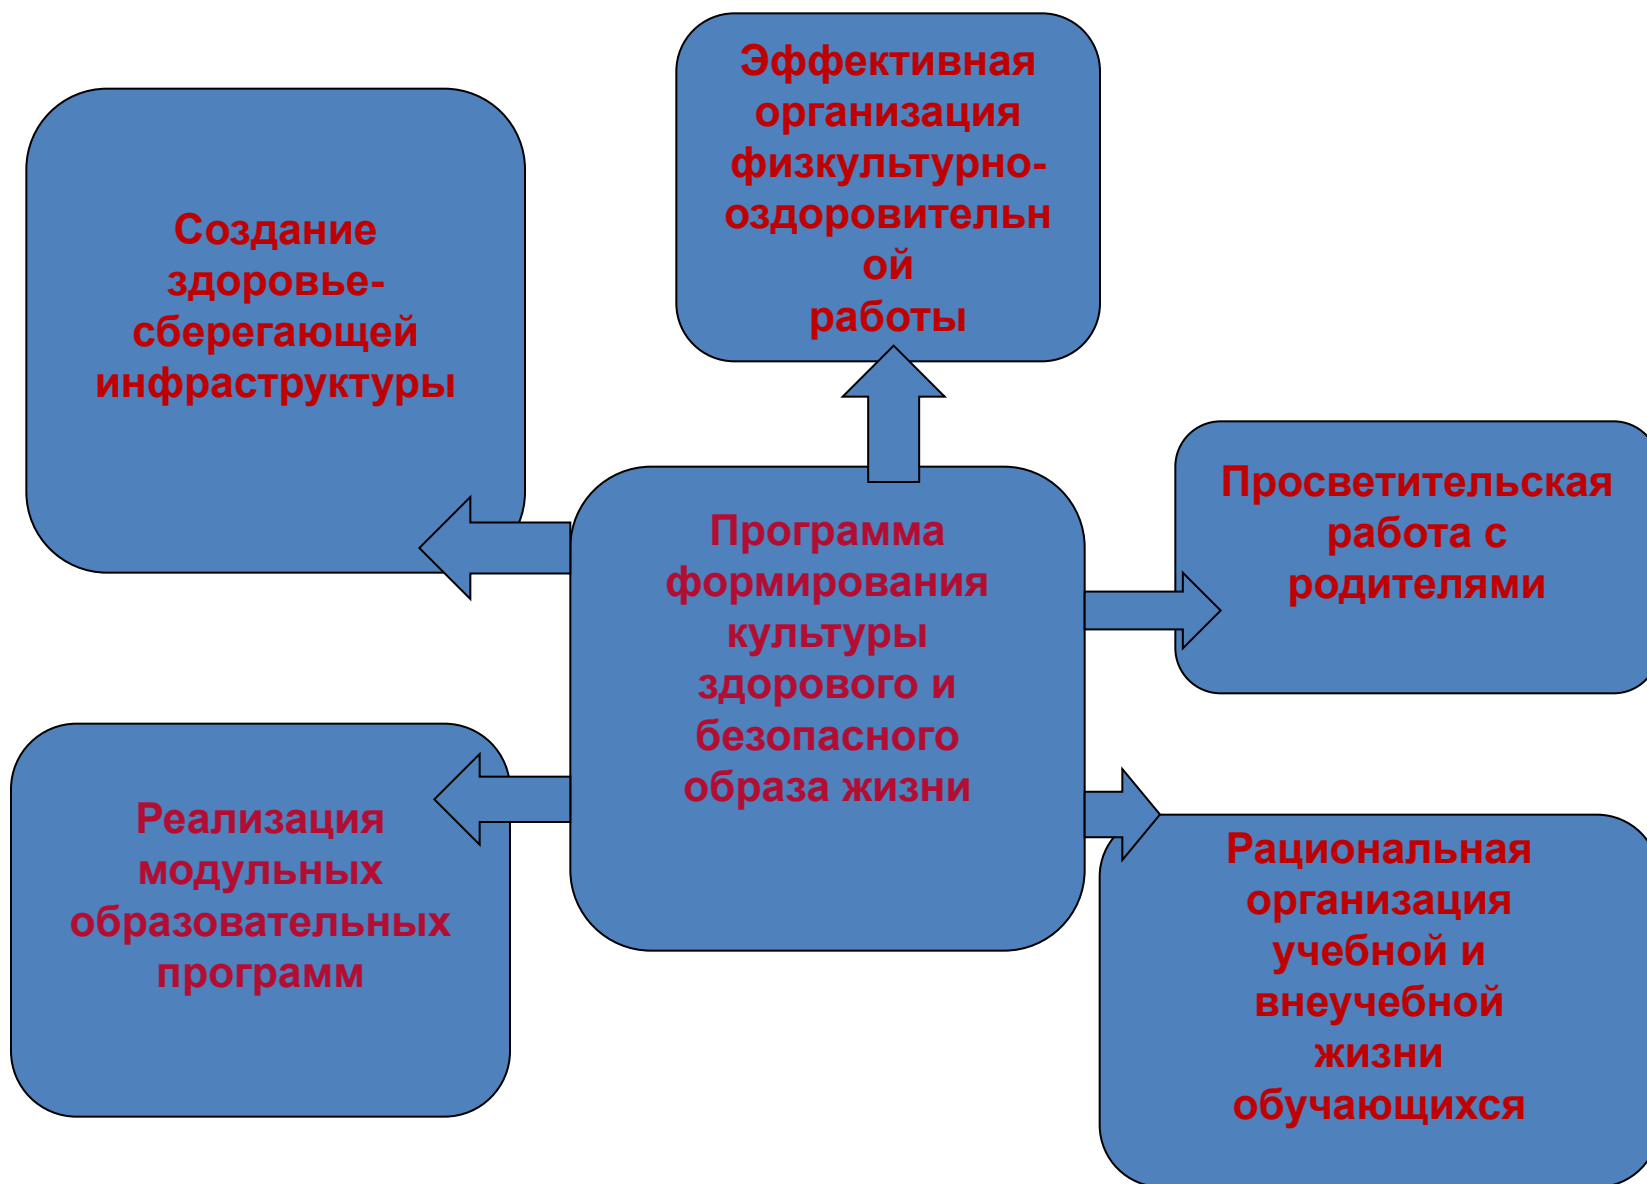 Эффективная
организация
физкультурно-
оздоровительн
ой
работы
Создание
здоровье-
сберегающей
инфраструктуры
Просветительская
работа с
родителями
Программа
формирования
культуры
здорового и
безопасного
образа жизни
Реализация
модульных
образовательных
программ
Рациональная
организация
учебной и
внеучебной
жизни
обучающихся